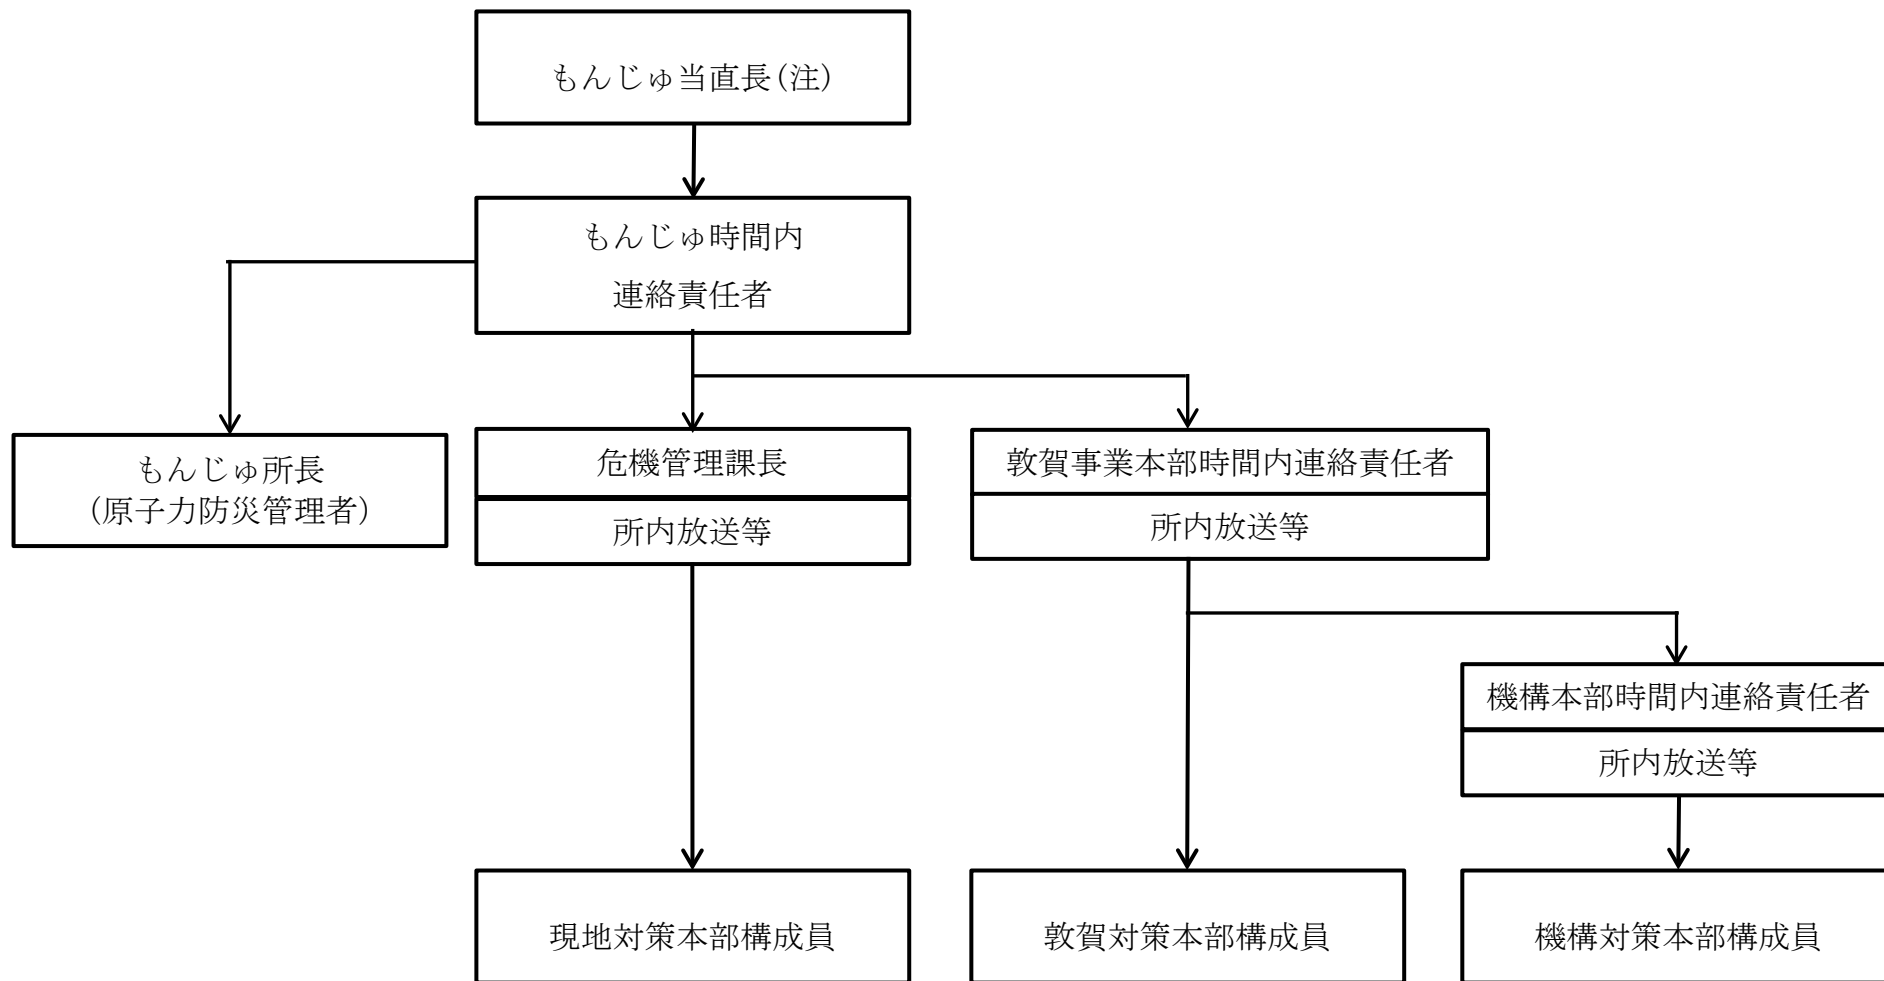 もんじゅ当直長(注)
もんじゅ時間内
連絡責任者
もんじゅ所長
(原子力防災管理者)
危機管理課長
所内放送等
敦賀事業本部時間内連絡責任者
所内放送等
機構本部時間内連絡責任者
所内放送等
現地対策本部構成員
敦賀対策本部構成員
機構対策本部構成員